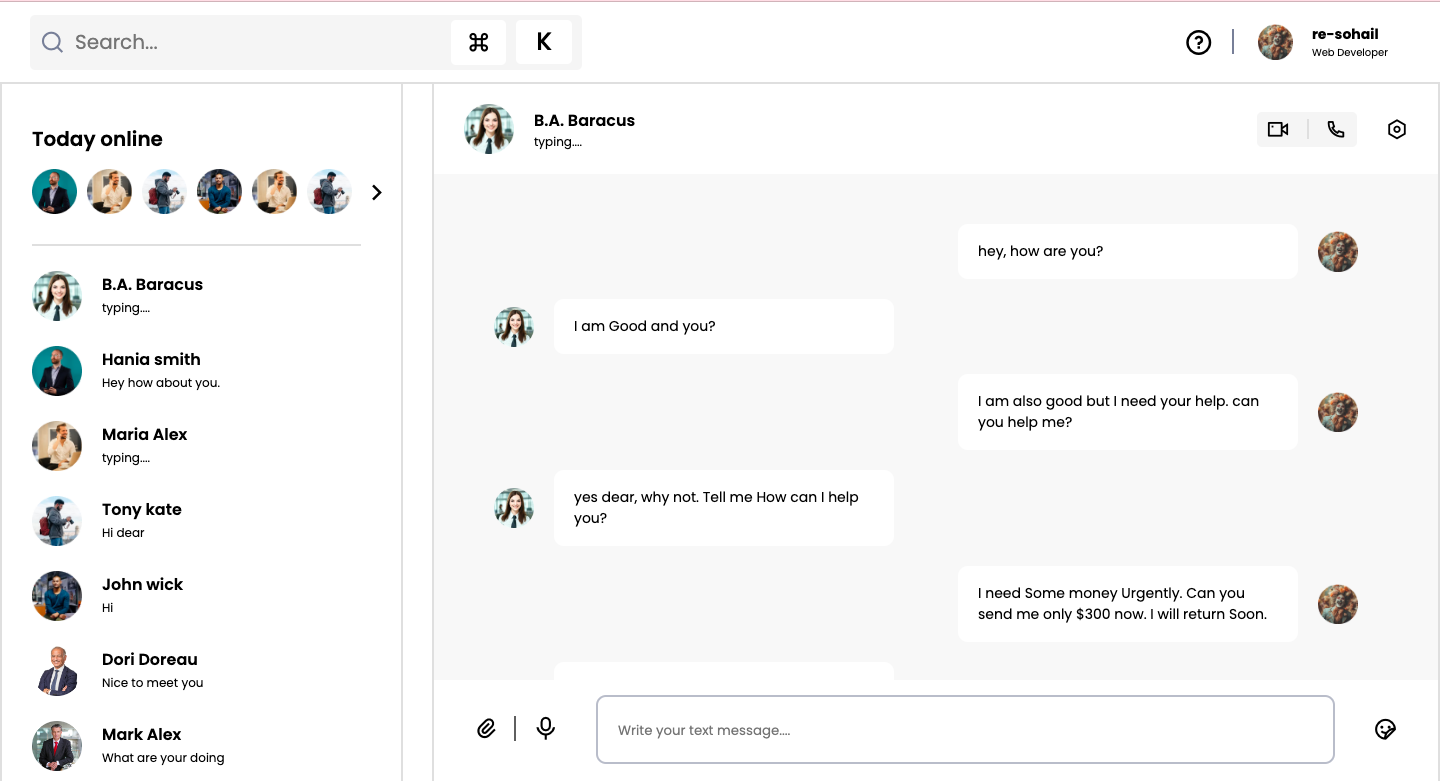 Search...
⌘
K
re-sohail
Web Developer
Today online
B.A. Baracus
typing....
Hania smith
Hey how about you.
Maria Alex
typing....
Tony kate
Hi dear
John wick
Hi
Dori Doreau
Nice to meet you
Mark Alex
What are your doing
B.A. Baracus
typing....
hey, how are you?
I am Good and you?
I am also good but I need your help. can
you help me?
yes dear, why not. Tell me How can I help
you?
I need Some money Urgently. Can you
send me only $300 now. I will return Soon.
Write your text message....